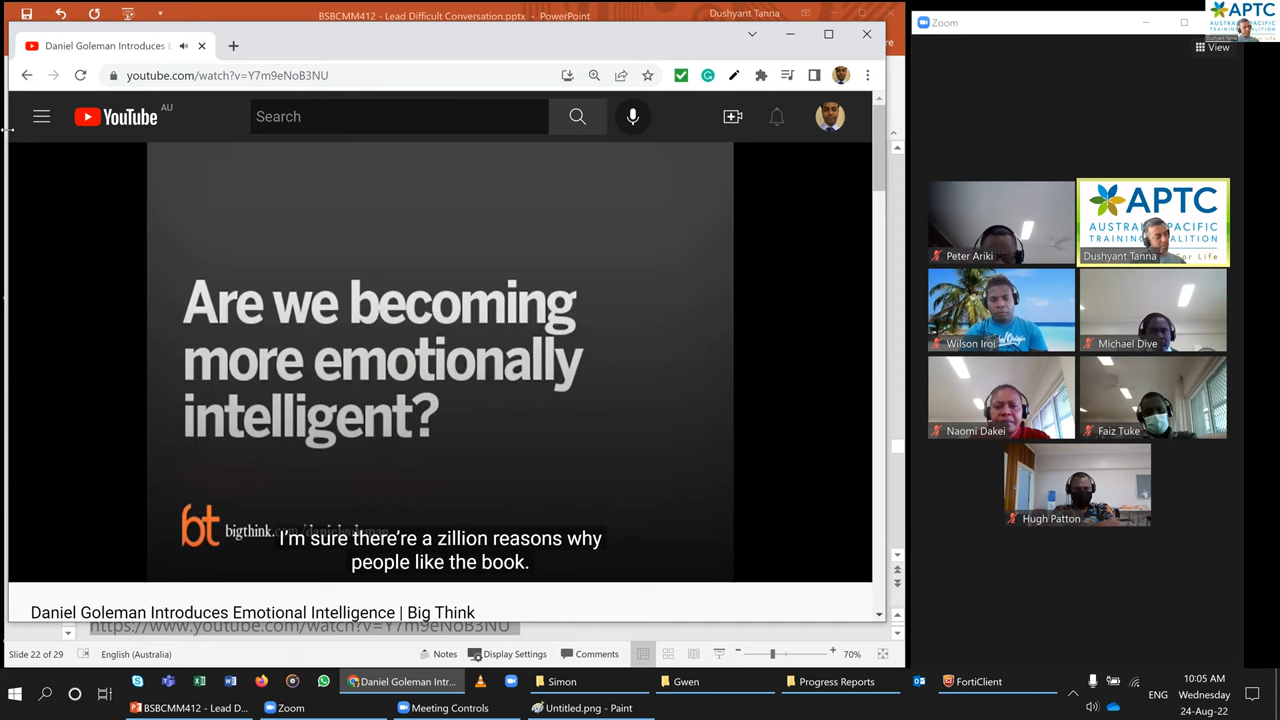 BSBCMM412 - Lead Difficult Conversation.pptx - PowerPoint
Dushyant Tanna
Daniel Goleman Introduces E
youtube.com/watch?v=Y7m9eNoB3NU
YouTube AU
Search
Are we becoming
more emotionally
intelligent?
bt bigthink.com/danielgoleman
I'm sure there're a zillion reasons why
people like the book.
Daniel Goleman Introduces Emotional Intelligence | Big Think
https://www.youtube.com/watch?v=Y7m9eNoB3NU
Slide 22 of 29
English (Australia)
Notes
Display Settings
Comments
70%
Zoom
APTC
View
Peter Ariki
APTC
AUSTRALIA PACIFIC
TRAINING COALITION
Dushyant Tanna
for Life
Wilson Iroi
Michael Dive
Naomi Dakei
Faiz Tuke
Hugh Patton
Daniel Goleman Intr...
Simon
Gwen
Progress Reports
FortiClient
BSBCMM412 - Lead D...
Zoom
Meeting Controls
Untitled.png - Paint
ENG
10:05 AM
Wednesday
24-Aug-22